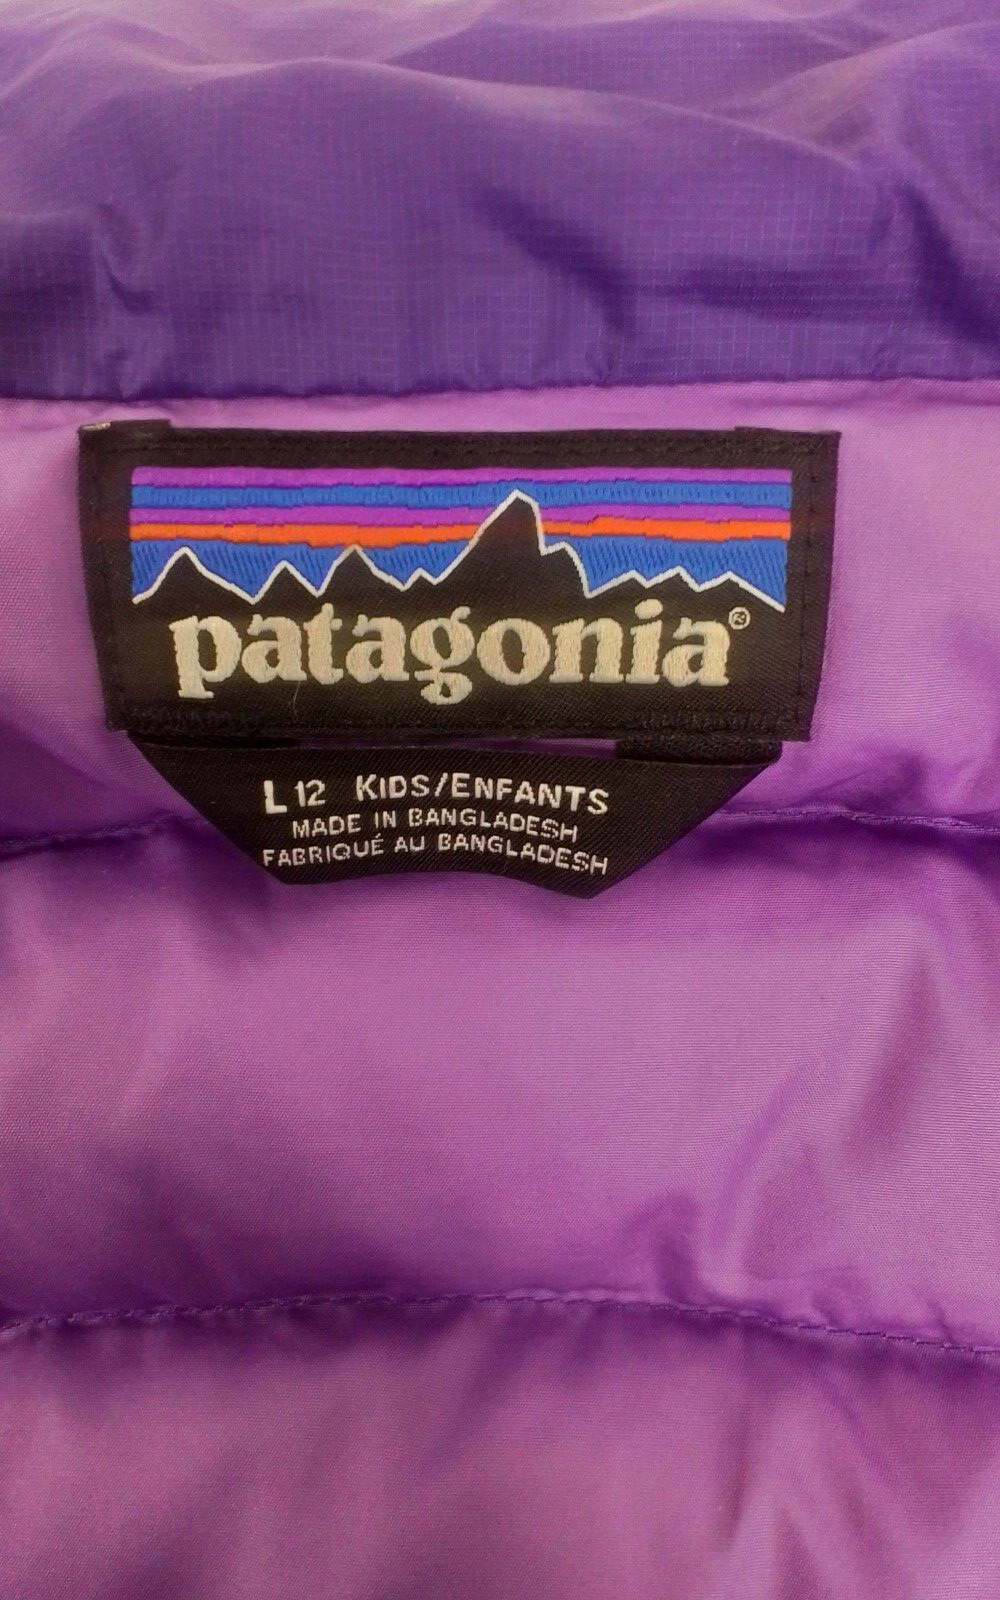 patagonia®
L 12 KIDS/ENFANTS
MADE IN BANGLADESH
FABRIQUÉ AU BANGLADESH